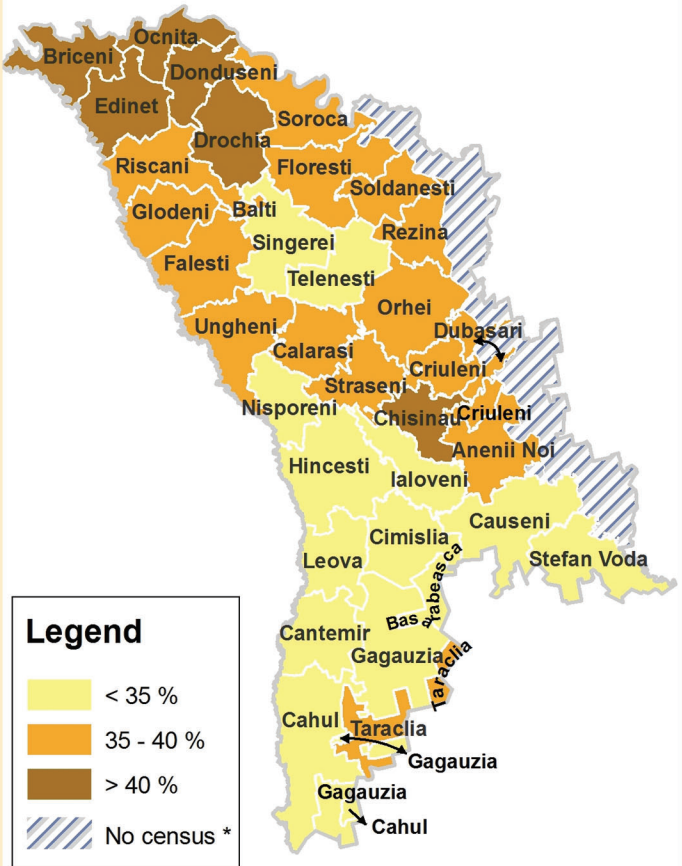 Ocnita
Briceni
Donduseni
Edinet
Soroca
Drochia
Riscani
Floresti
Soldanesti
Glodeni
Balti
Rezina
Singerei
Falesti
Telenesti
Orhei
Ungheni
Dubasari
Calarasi
Criuleni
Straseni
Nisporeni
Chisinau
Criuleni
Anenii Noi
Hincesti
Ialoveni
Causeni
Cimislia
Leova
Stefan Voda
Bas arabeasca
Cantemir
Gagauzia
Taraclia
Cahul
Taraclia
Gagauzia
Gagauzia
Cahul
Legend
< 35 %
35 - 40 %
> 40 %
No census *